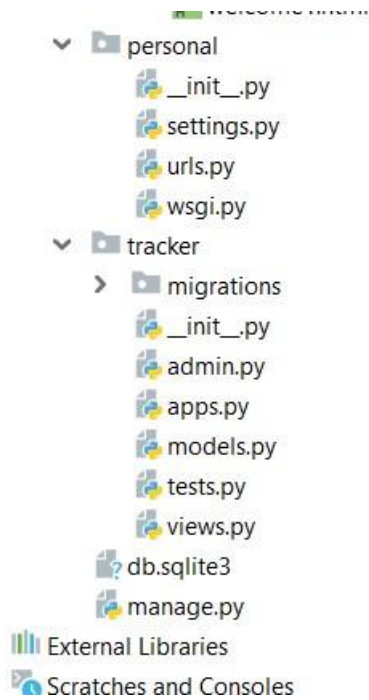 personal
__init__.py
settings.py
urls.py
wsgi.py
tracker
migrations
__init__.py
admin.py
apps.py
models.py
tests.py
views.py
db.sqlite3
manage.py
External Libraries
Scratches and Consoles